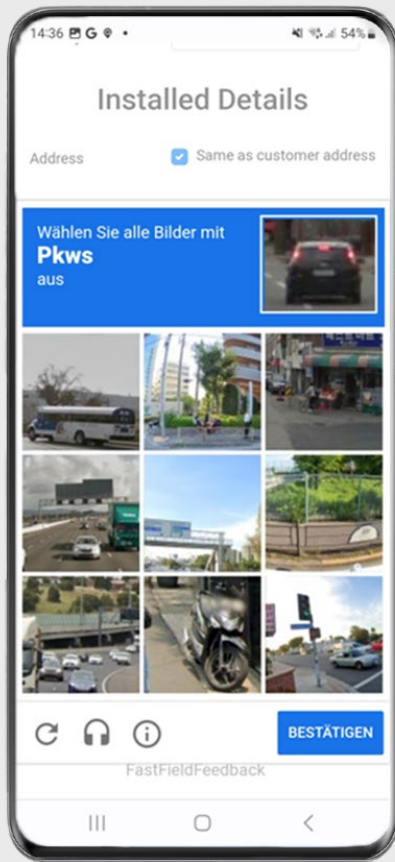 14:36
54%
Installed Details
Address
Same as customer address
Wählen Sie alle Bilder mit
Pkws
aus
BESTÄTIGEN
FastFieldFeedback